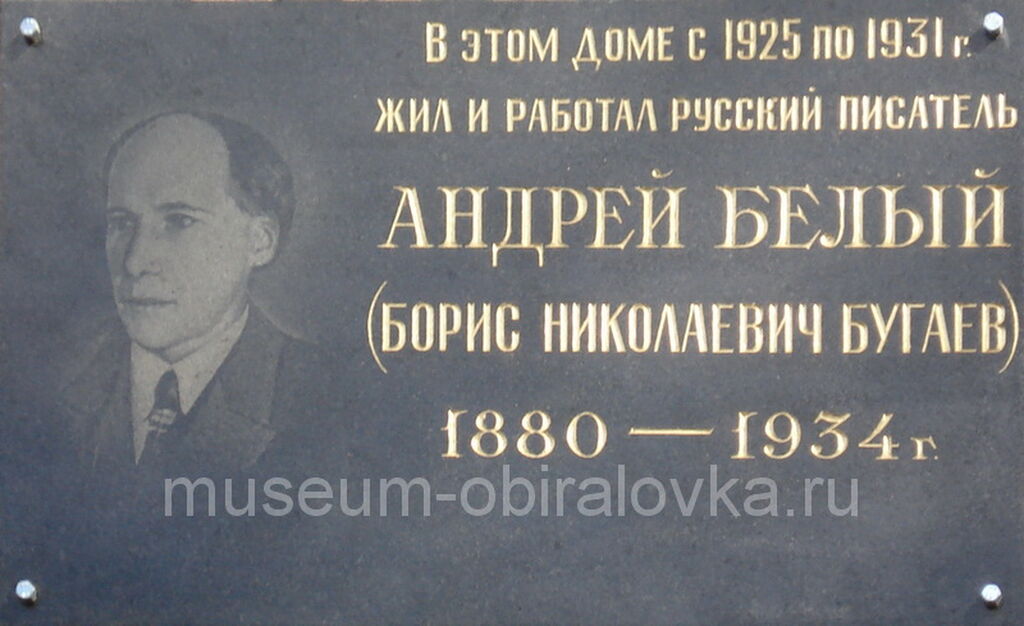 В ЭТОМ ДОМЕ С 1925 ПО 1931 г.
ЖИЛ И РАБОТАЛ РУССКИЙ ПИСАТЕЛЬ
АНДРЕЙ БЕЛЫЙ
(БОРИС НИКОЛАЕВИЧ БУГАЕВ)
1880 — 1934 г.
museum-obiralovka.ru